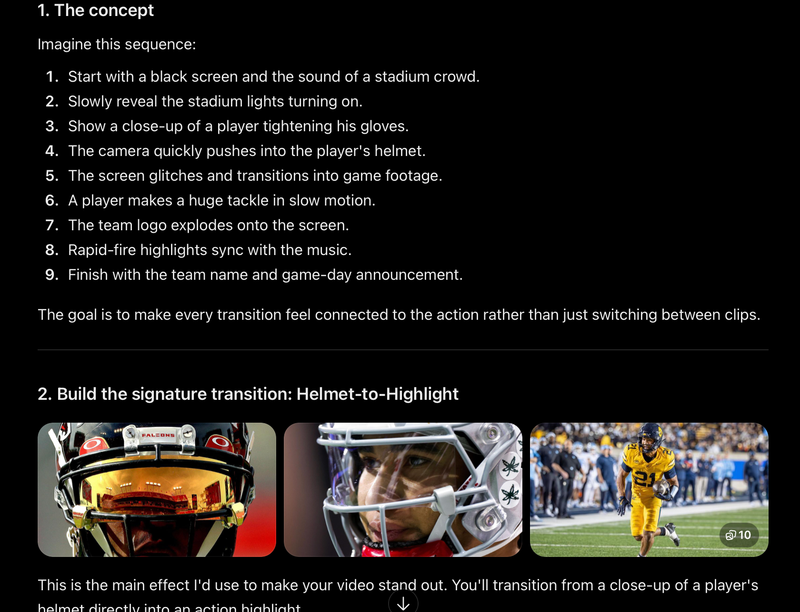 1. The concept
Imagine this sequence:
1. Start with a black screen and the sound of a stadium crowd.
2. Slowly reveal the stadium lights turning on.
3. Show a close-up of a player tightening his gloves.
4. The camera quickly pushes into the player's helmet.
5. The screen glitches and transitions into game footage.
6. A player makes a huge tackle in slow motion.
7. The team logo explodes onto the screen.
8. Rapid-fire highlights sync with the music.
9. Finish with the team name and game-day announcement.
The goal is to make every transition feel connected to the action rather than just switching between clips.
2. Build the signature transition: Helmet-to-Highlight
FALCONS
21
10
This is the main effect I'd use to make your video stand out. You'll transition from a close-up of a player's
helmet directly into an action highlight.